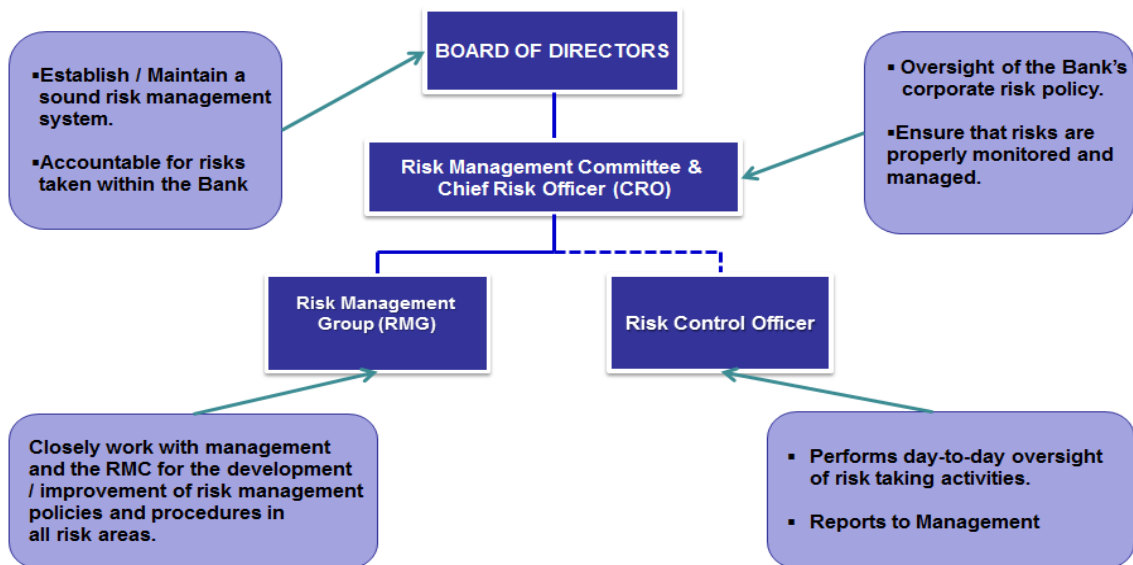 BOARD OF DIRECTORS
▪Establish / Maintain a
sound risk management
system.
▪Accountable for risks
taken within the Bank
▪ Oversight of the Bank’s
corporate risk policy.
▪Ensure that risks are
properly monitored and
managed.
Risk Management Committee &
Chief Risk Officer (CRO)
Risk Management
Group (RMG)
Risk Control Officer
Closely work with management
and the RMC for the development
/ improvement of risk management
policies and procedures in
all risk areas.
▪ Performs day-to-day oversight
of risk taking activities.
▪ Reports to Management